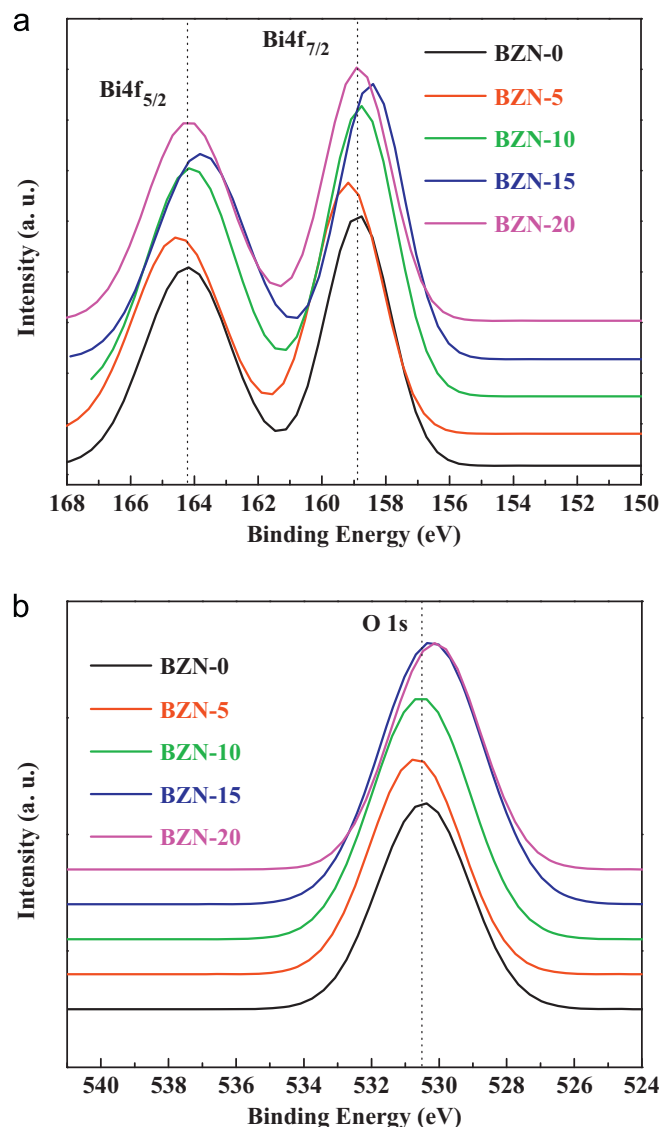 a
Bi4f7/2
Bi4f5/2
BZN-0
BZN-5
BZN-10
BZN-15
BZN-20
Intensity (a. u.)
168 166 164 162 160 158 156 154 152 150
Binding Energy (eV)
b
O 1s
BZN-0
BZN-5
BZN-10
BZN-15
BZN-20
Intensity (a. u.)
540 538 536 534 532 530 528 526 524
Binding Energy (eV)